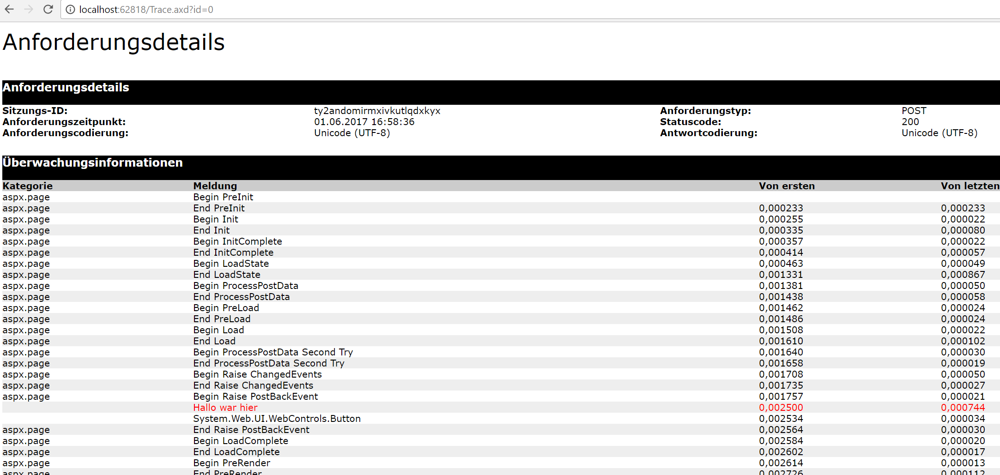 localhost:62818/Trace.axd?id=0
Anforderungsdetails
Anforderungsdetails
Sitzungs-ID: ty2andomirmxivkutlqdxkyx Anforderungstyp: POST
Anforderungszeitpunkt: 01.06.2017 16:58:36 Statuscode: 200
Anforderungscodierung: Unicode (UTF-8) Antwortcodierung: Unicode (UTF-8)
Überwachungsinformationen
Kategorie Meldung Von ersten Von letzten
aspx.page Begin PreInit
aspx.page End PreInit 0,000233 0,000233
aspx.page Begin Init 0,000255 0,000022
aspx.page End Init 0,000335 0,000080
aspx.page Begin InitComplete 0,000357 0,000022
aspx.page End InitComplete 0,000414 0,000057
aspx.page Begin LoadState 0,000463 0,000049
aspx.page End LoadState 0,001331 0,000867
aspx.page Begin ProcessPostData 0,001381 0,000050
aspx.page End ProcessPostData 0,001438 0,000058
aspx.page Begin PreLoad 0,001462 0,000024
aspx.page End PreLoad 0,001486 0,000024
aspx.page Begin Load 0,001508 0,000022
aspx.page End Load 0,001610 0,000102
aspx.page Begin ProcessPostData Second Try 0,001640 0,000030
aspx.page End ProcessPostData Second Try 0,001658 0,000019
aspx.page Begin Raise ChangedEvents 0,001708 0,000050
aspx.page End Raise ChangedEvents 0,001735 0,000027
aspx.page Begin Raise PostBackEvent 0,001757 0,000021
Hallo war hier 0,002500 0,000744
System.Web.UI.WebControls.Button 0,002534 0,000034
aspx.page End Raise PostBackEvent 0,002564 0,000030
aspx.page Begin LoadComplete 0,002584 0,000020
aspx.page End LoadComplete 0,002602 0,000017
aspx.page Begin PreRender 0,002614 0,000013
aspx.page End PreRender 0,002726 0,000112